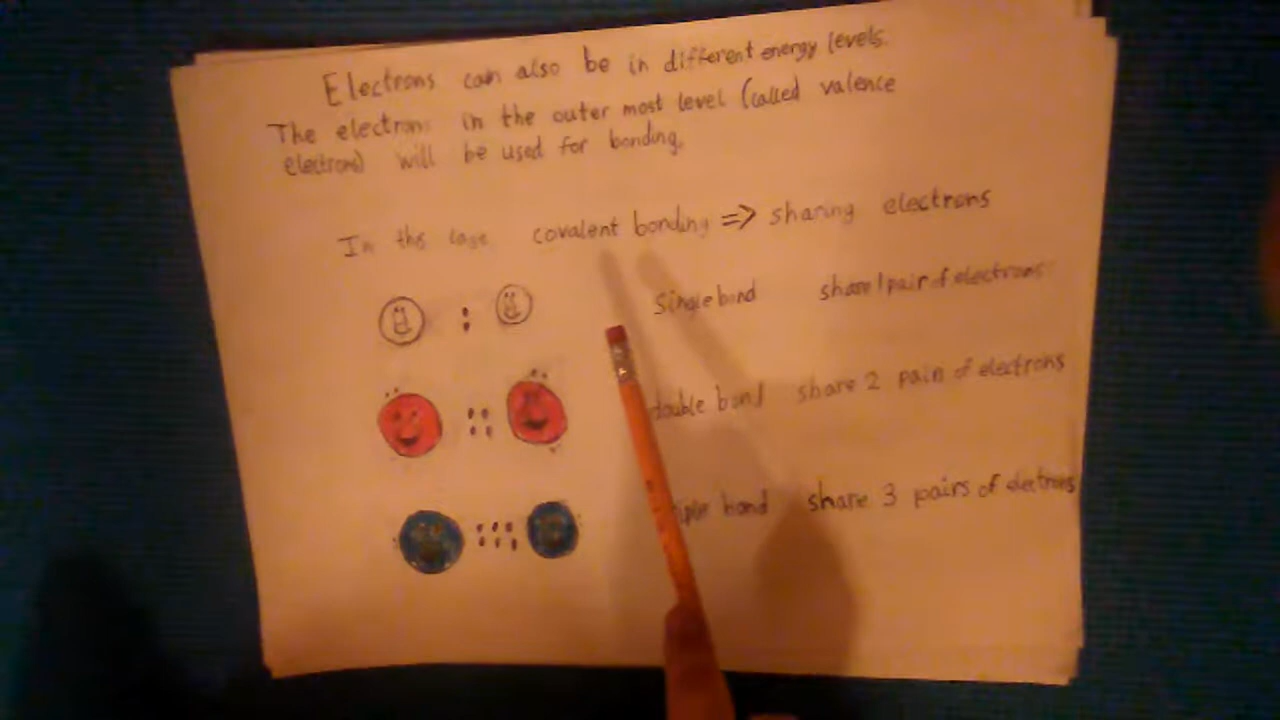 Electrons can also be in different energy levels.
The electrons in the outer most level (called valence
electrons) will be used for bonding.
In this case covalent bonding => sharing electrons
Single bond share 1 pair of electrons
double bond share 2 pairs of electrons
bond share 3 pairs of electrons